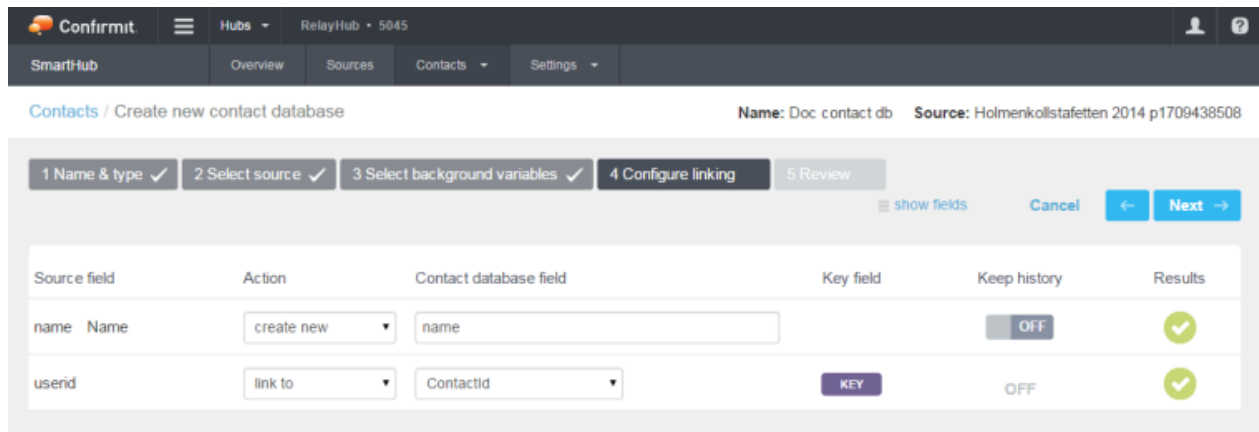 Confirmit. Hubs RelayHub • 5045
SmartHub Overview Sources Contacts Settings
Contacts / Create new contact database Name: Doc contact db Source: Holmenkollstafetten 2014 p1709438508
1 Name & type 2 Select source 3 Select background variables 4 Configure linking 5 Review
show fields Cancel ← Next →
Source field Action Contact database field Key field Keep history Results
name Name create new name OFF
userid link to ContactId KEY OFF